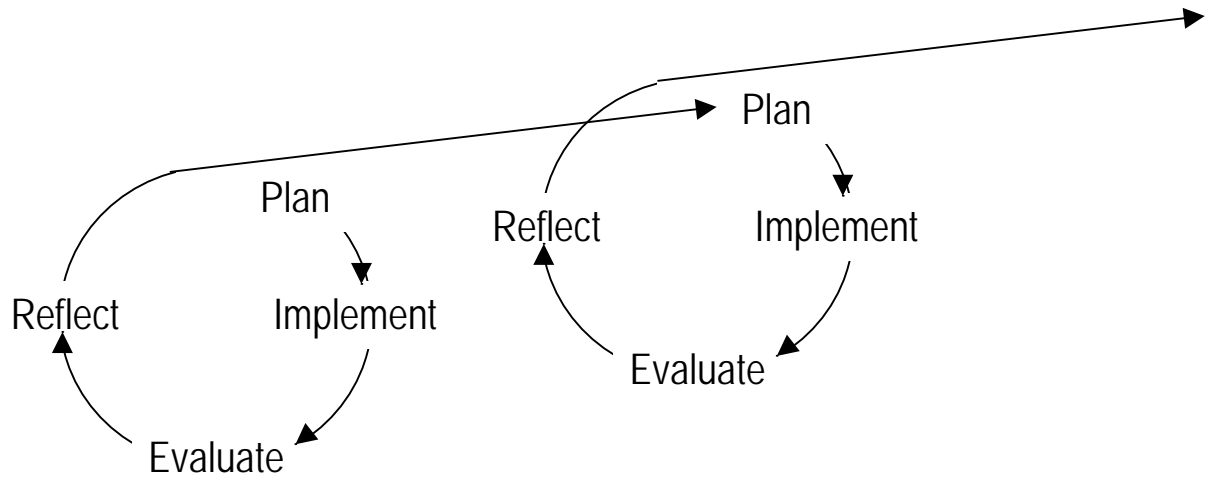 Plan
Implement
Evaluate
Reflect
Plan
Implement
Evaluate
Reflect